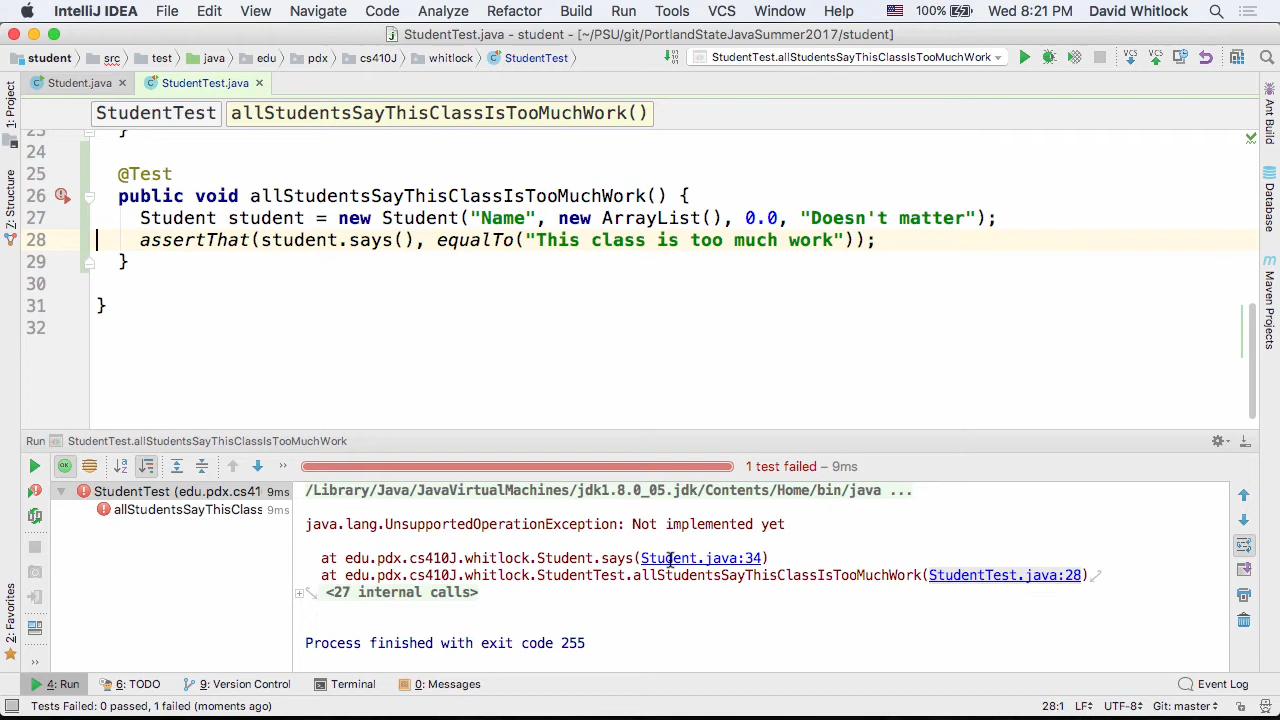 IntelliJ IDEA File Edit View Navigate Code Analyze Refactor Build Run Tools VCS Window Help 100% Wed 8:21 PM David Whitlock
StudentTest.java - student - [~/PSU/git/PortlandStateJavaSummer2017/student]
student src test java edu pdx cs410J whitlock StudentTest StudentTest.allStudentsSayThisClassIsTooMuchWork VCS VCS
Student.java StudentTest.java
StudentTest allStudentsSayThisClassIsTooMuchWork()
23 }
24
25 @Test
26 public void allStudentsSayThisClassIsTooMuchWork() {
27 Student student = new Student("Name", new ArrayList(), 0.0, "Doesn't matter");
28 assertThat(student.says(), equalTo("This class is too much work"));
29 }
30
31 }
32
1: Project
Z: Structure
2: Favorites
Ant Build
Database
Maven Projects
Run StudentTest.allStudentsSayThisClassIsTooMuchWork
1 test failed – 9ms
StudentTest (edu.pdx.cs41 9ms
allStudentsSayThisClass 9ms
/Library/Java/JavaVirtualMachines/jdk1.8.0_05.jdk/Contents/Home/bin/java ...
java.lang.UnsupportedOperationException: Not implemented yet
at edu.pdx.cs410J.whitlock.Student.says(Student.java:34)
at edu.pdx.cs410J.whitlock.StudentTest.allStudentsSayThisClassIsTooMuchWork(StudentTest.java:28)
<27 internal calls>
Process finished with exit code 255
4: Run 6: TODO 9: Version Control Terminal 0: Messages Event Log
Tests Failed: 0 passed, 1 failed (moments ago) 28:1 LF UTF-8 Git: master